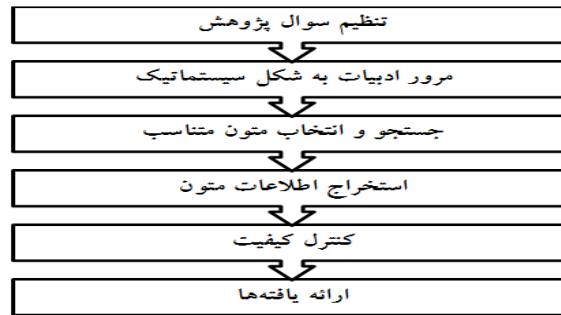 تنظیم سوال پژوهش
مرور ادبیات به شکل سیستماتیک
جستجو و انتخاب متون متناسب
استخراج اطلاعات متون
کنترل کیفیت
ارائه یافته‌ها